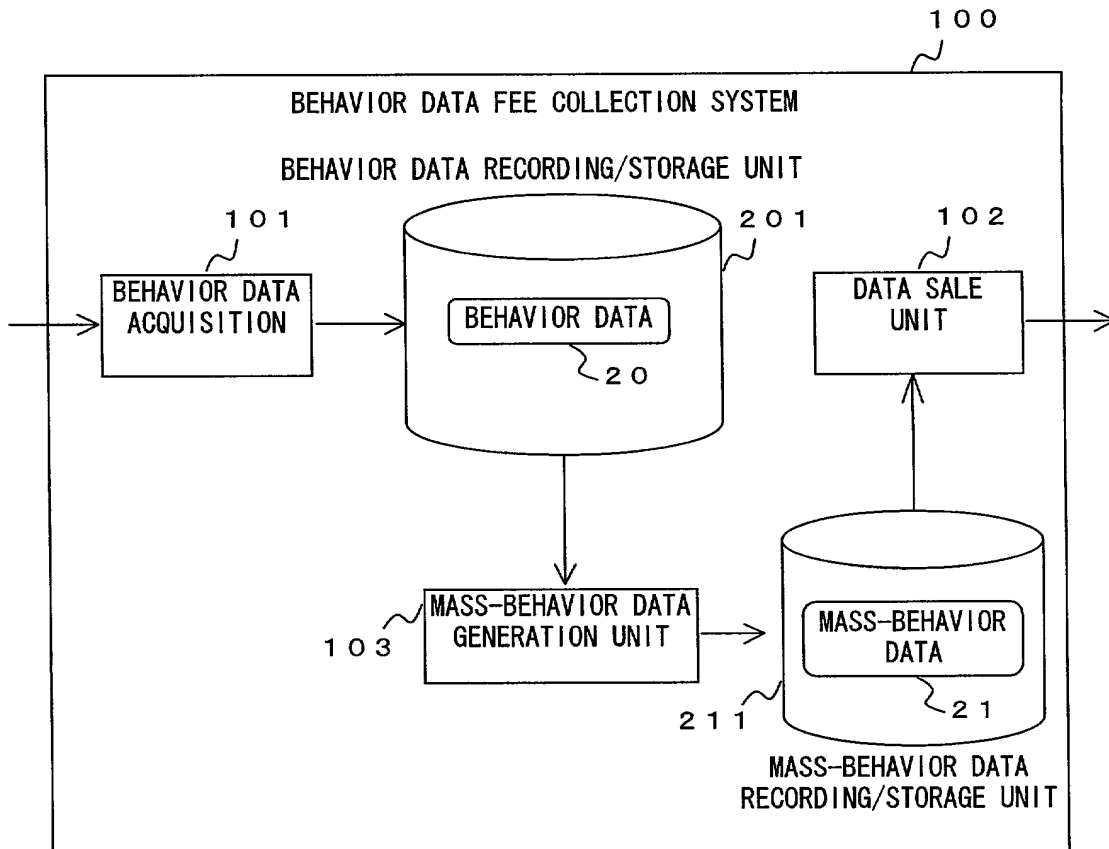 100
BEHAVIOR DATA FEE COLLECTION SYSTEM
BEHAVIOR DATA RECORDING/STORAGE UNIT
101
201
102
BEHAVIOR DATA
ACQUISITION
BEHAVIOR DATA
20
DATA SALE
UNIT
103
MASS-BEHAVIOR DATA
GENERATION UNIT
MASS-BEHAVIOR
DATA
211
21
MASS-BEHAVIOR DATA
RECORDING/STORAGE UNIT